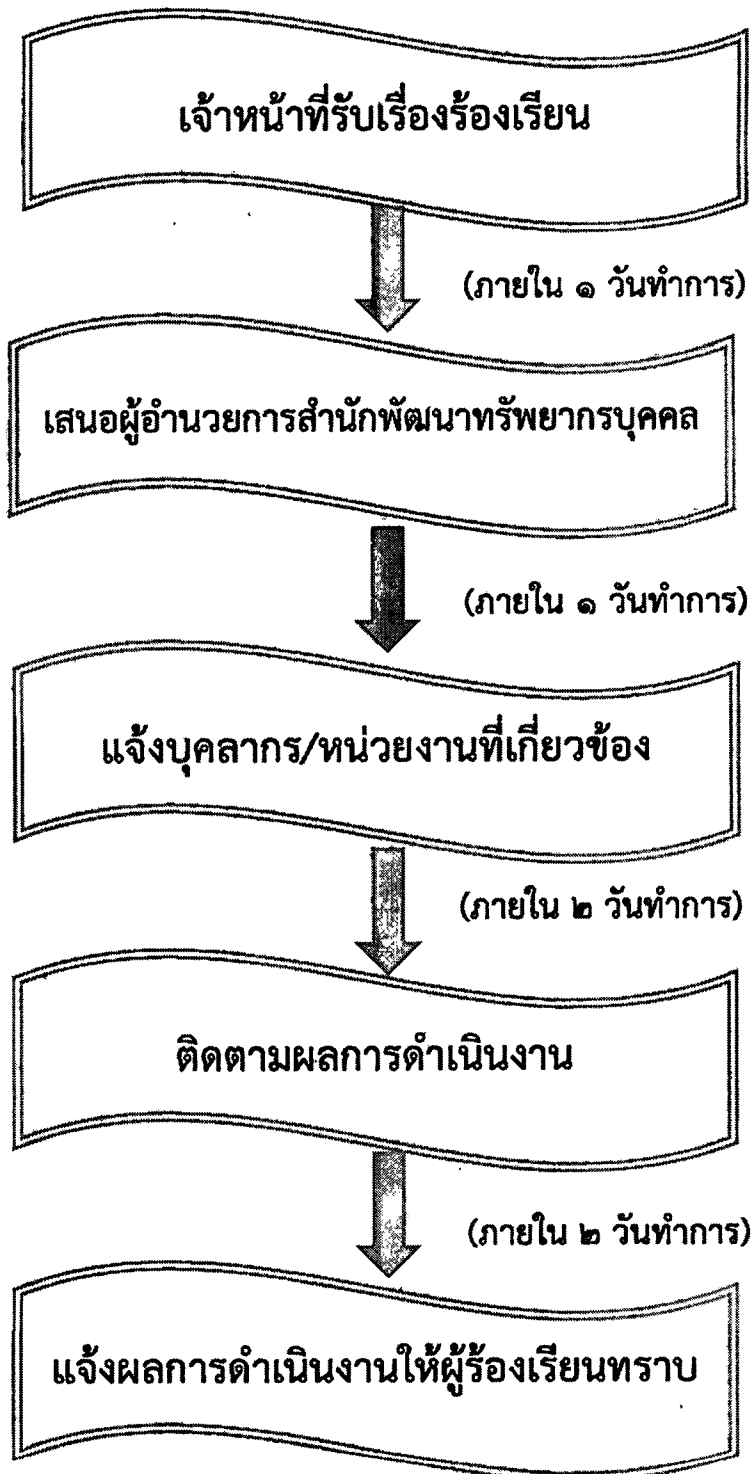 เจ้าหน้าที่รับเรื่องร้องเรียน
(ภายใน ๑ วันทำการ)
เสนอผู้อำนวยการสำนักพัฒนาทรัพยากรบุคคล
(ภายใน ๑ วันทำการ)
แจ้งบุคลากร/หน่วยงานที่เกี่ยวข้อง
(ภายใน ๒ วันทำการ)
ติดตามผลการดำเนินงาน
(ภายใน ๒ วันทำการ)
แจ้งผลการดำเนินงานให้ผู้ร้องเรียนทราบ